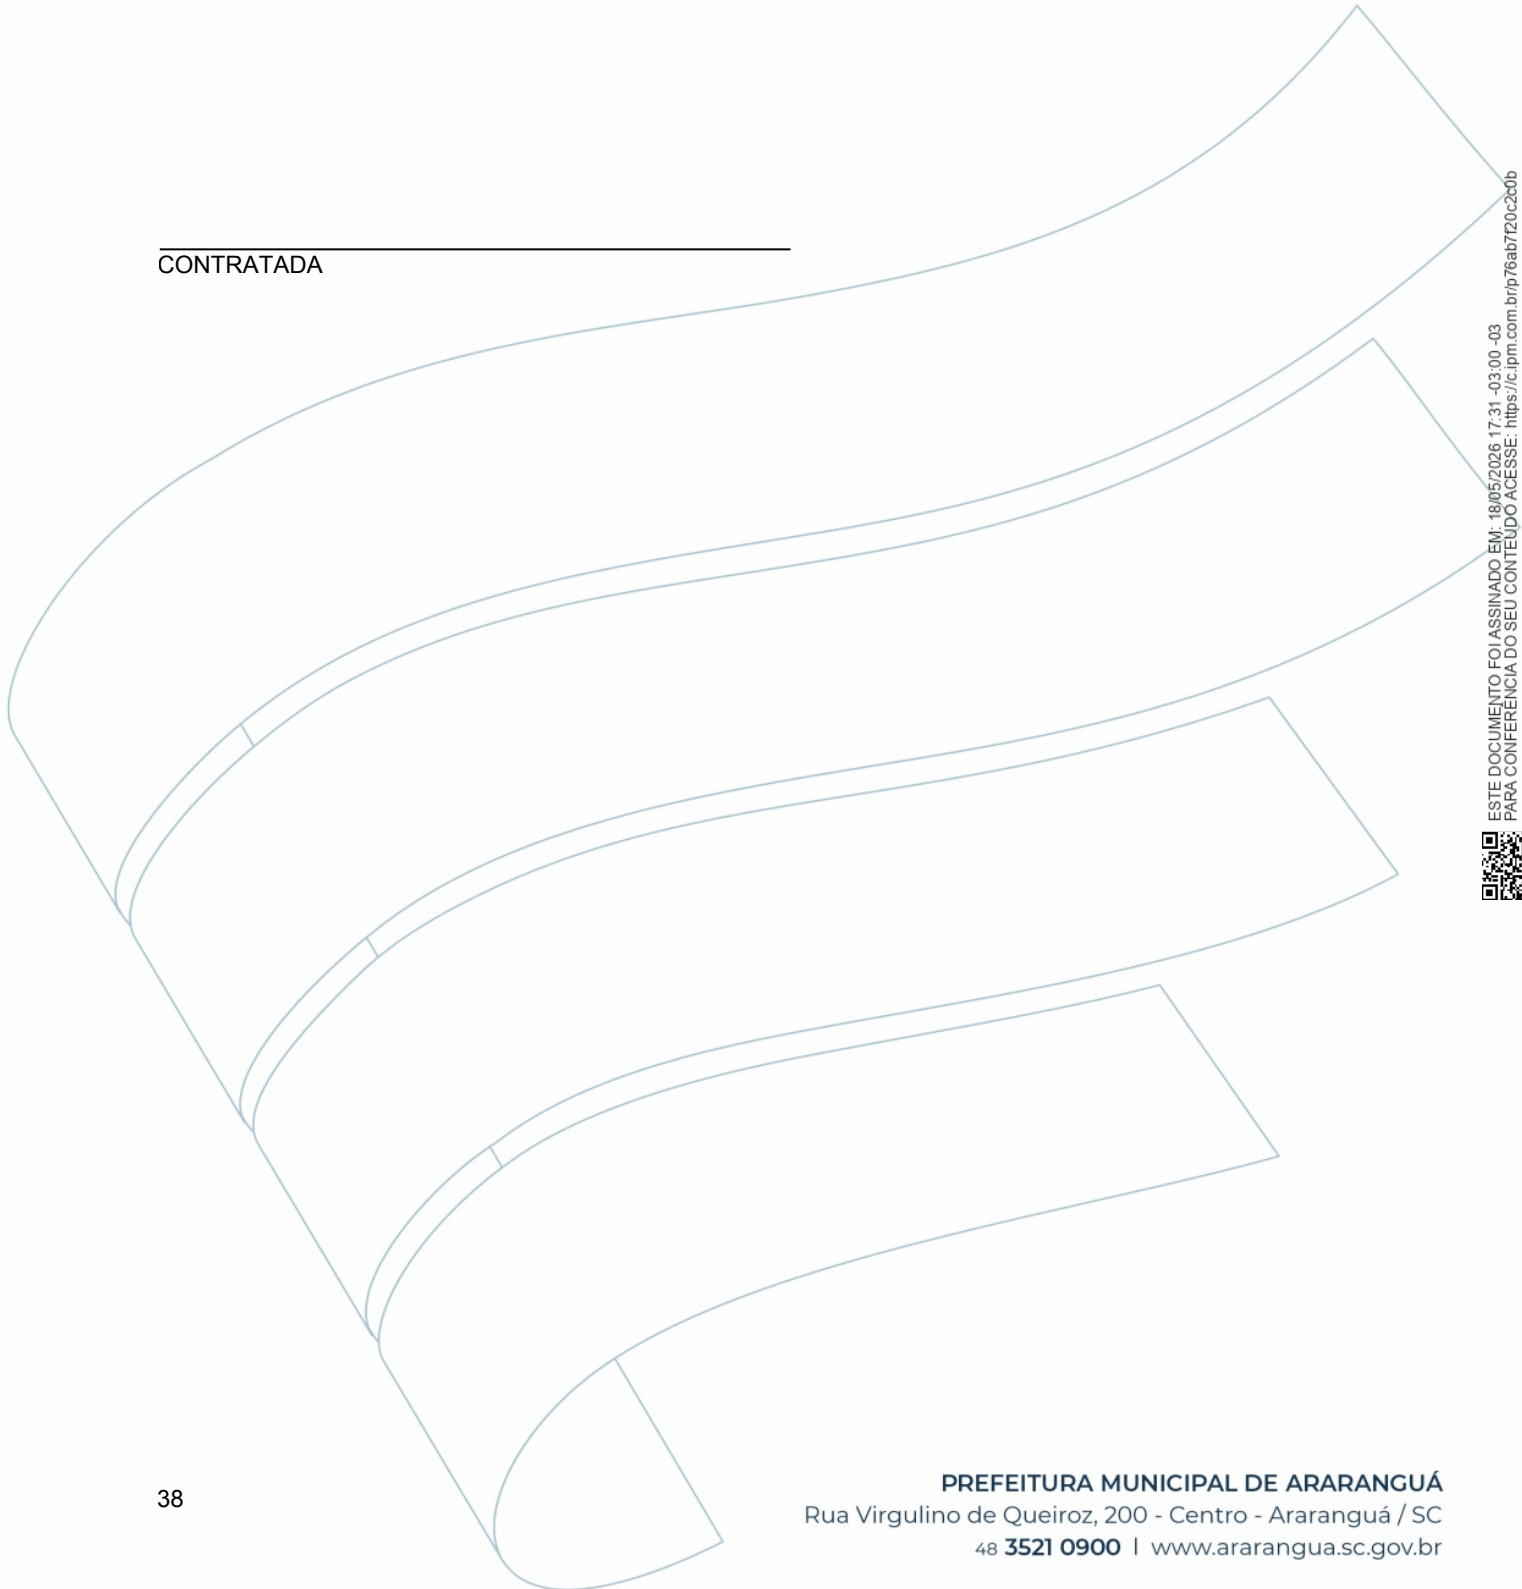 CONTRATADA
ESTE DOCUMENTO FOI ASSINADO EM: 18/05/2026 17:31 -03:00 -03
PARA CONFERÊNCIA DO SEU CONTEÚDO ACESSE: https://c.ipm.com.br/p76ab7f20c2c0b
38
PREFEITURA MUNICIPAL DE ARARANGUÁ
Rua Virgulino de Queiroz, 200 - Centro - Araranguá / SC
48 3521 0900 | www.ararangua.sc.gov.br